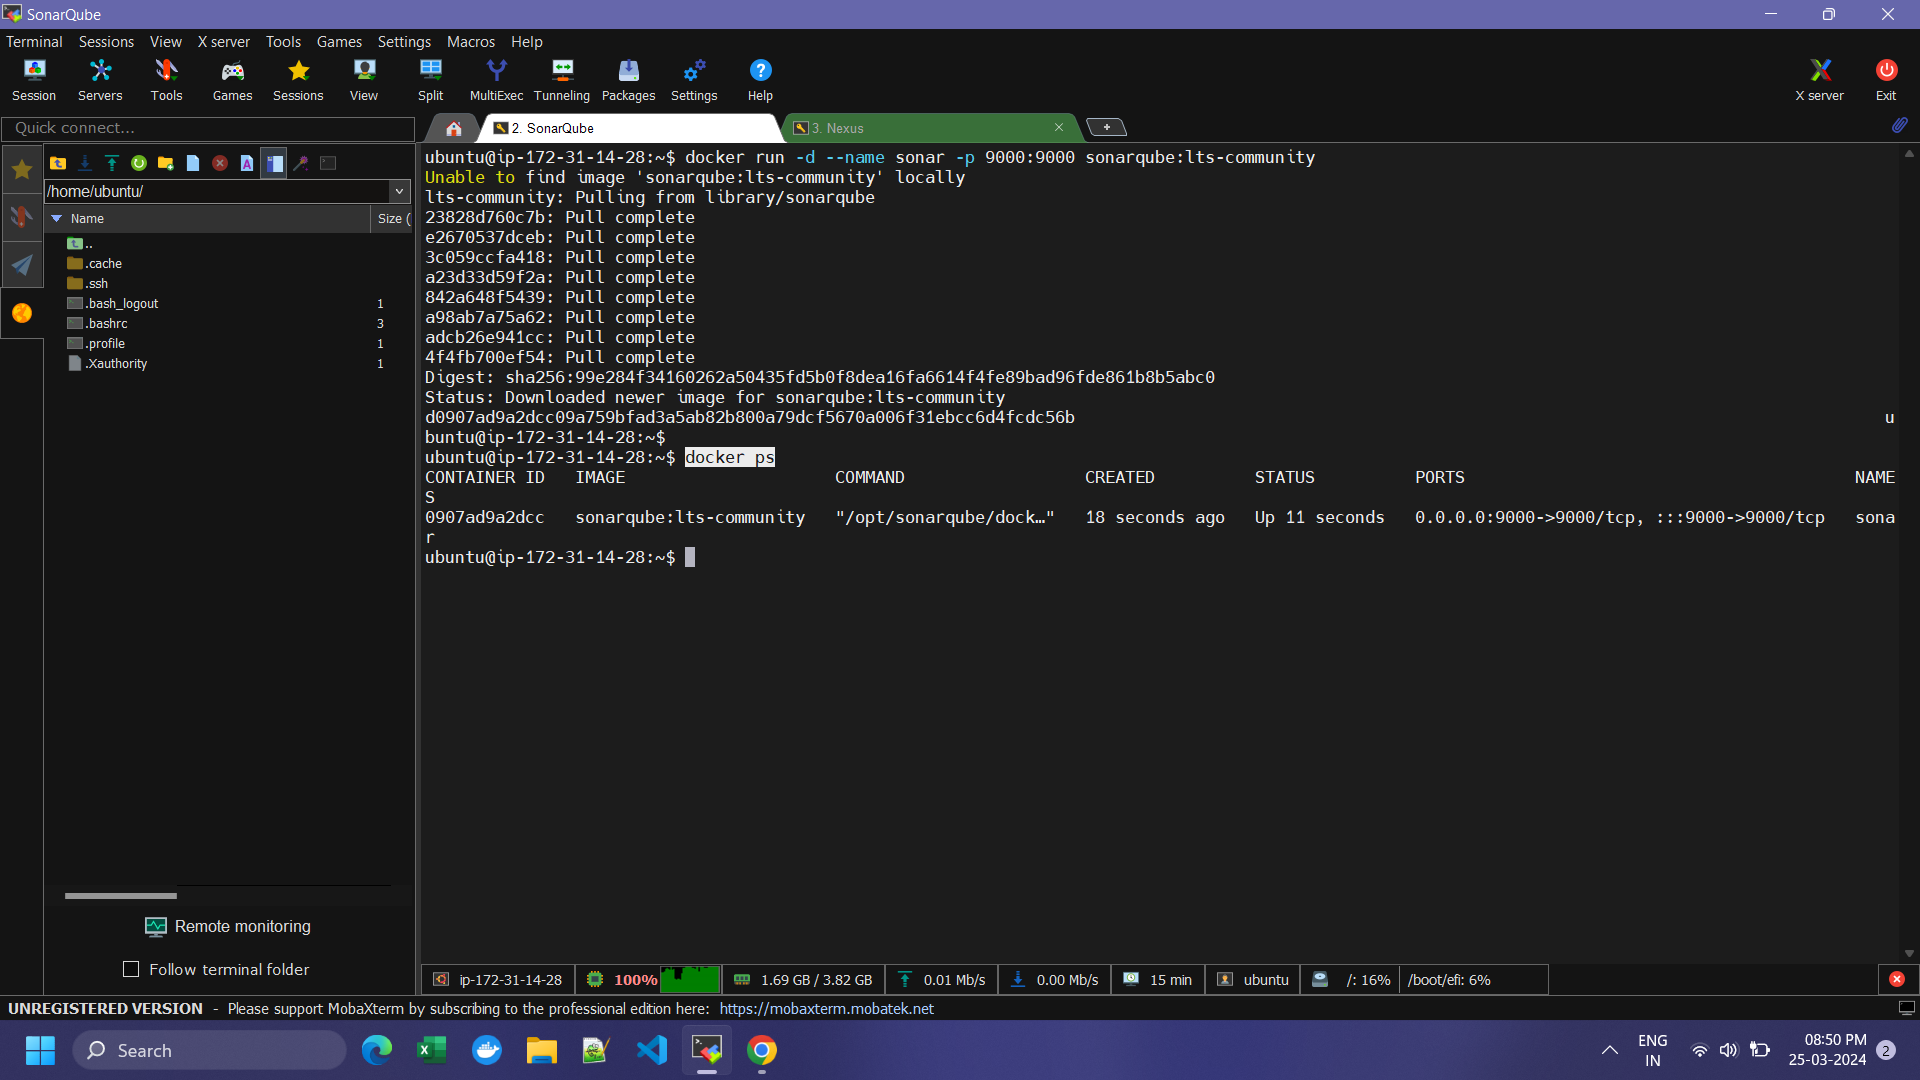 SonarQube
Terminal Sessions View X server Tools Games Settings Macros Help
Session Servers Tools Games Sessions View Split MultiExec Tunneling Packages Settings Help X server Exit
Quick connect...
2. SonarQube
3. Nexus
/home/ubuntu/
Name Size (
..
.cache
.ssh
.bash_logout 1
.bashrc 3
.profile 1
.Xauthority 1
Remote monitoring
Follow terminal folder
ubuntu@ip-172-31-14-28:~$ docker run -d --name sonar -p 9000:9000 sonarqube:lts-community
Unable to find image 'sonarqube:lts-community' locally
lts-community: Pulling from library/sonarqube
23828d760c7b: Pull complete
e2670537dceb: Pull complete
3c059ccfa418: Pull complete
a23d33d59f2a: Pull complete
842a648f5439: Pull complete
a98ab7a75a62: Pull complete
adcb26e941cc: Pull complete
4f4fb700ef54: Pull complete
Digest: sha256:99e284f34160262a50435fd5b0f8dea16fa6614f4fe89bad96fde861b8b5abc0
Status: Downloaded newer image for sonarqube:lts-community
d0907ad9a2dcc09a759bfad3a5ab82b800a79dcf5670a006f31ebcc6d4fcdc56b u
buntu@ip-172-31-14-28:~$
ubuntu@ip-172-31-14-28:~$ docker ps
CONTAINER ID IMAGE COMMAND CREATED STATUS PORTS NAME
S
0907ad9a2dcc sonarqube:lts-community "/opt/sonarqube/dock…" 18 seconds ago Up 11 seconds 0.0.0.0:9000->9000/tcp, :::9000->9000/tcp sona
r
ubuntu@ip-172-31-14-28:~$
ip-172-31-14-28 100% 1.69 GB / 3.82 GB 0.01 Mb/s 0.00 Mb/s 15 min ubuntu /: 16% /boot/efi: 6%
UNREGISTERED VERSION - Please support MobaXterm by subscribing to the professional edition here: https://mobaxterm.mobatek.net
Search
ENG
IN
08:50 PM
25-03-2024
2